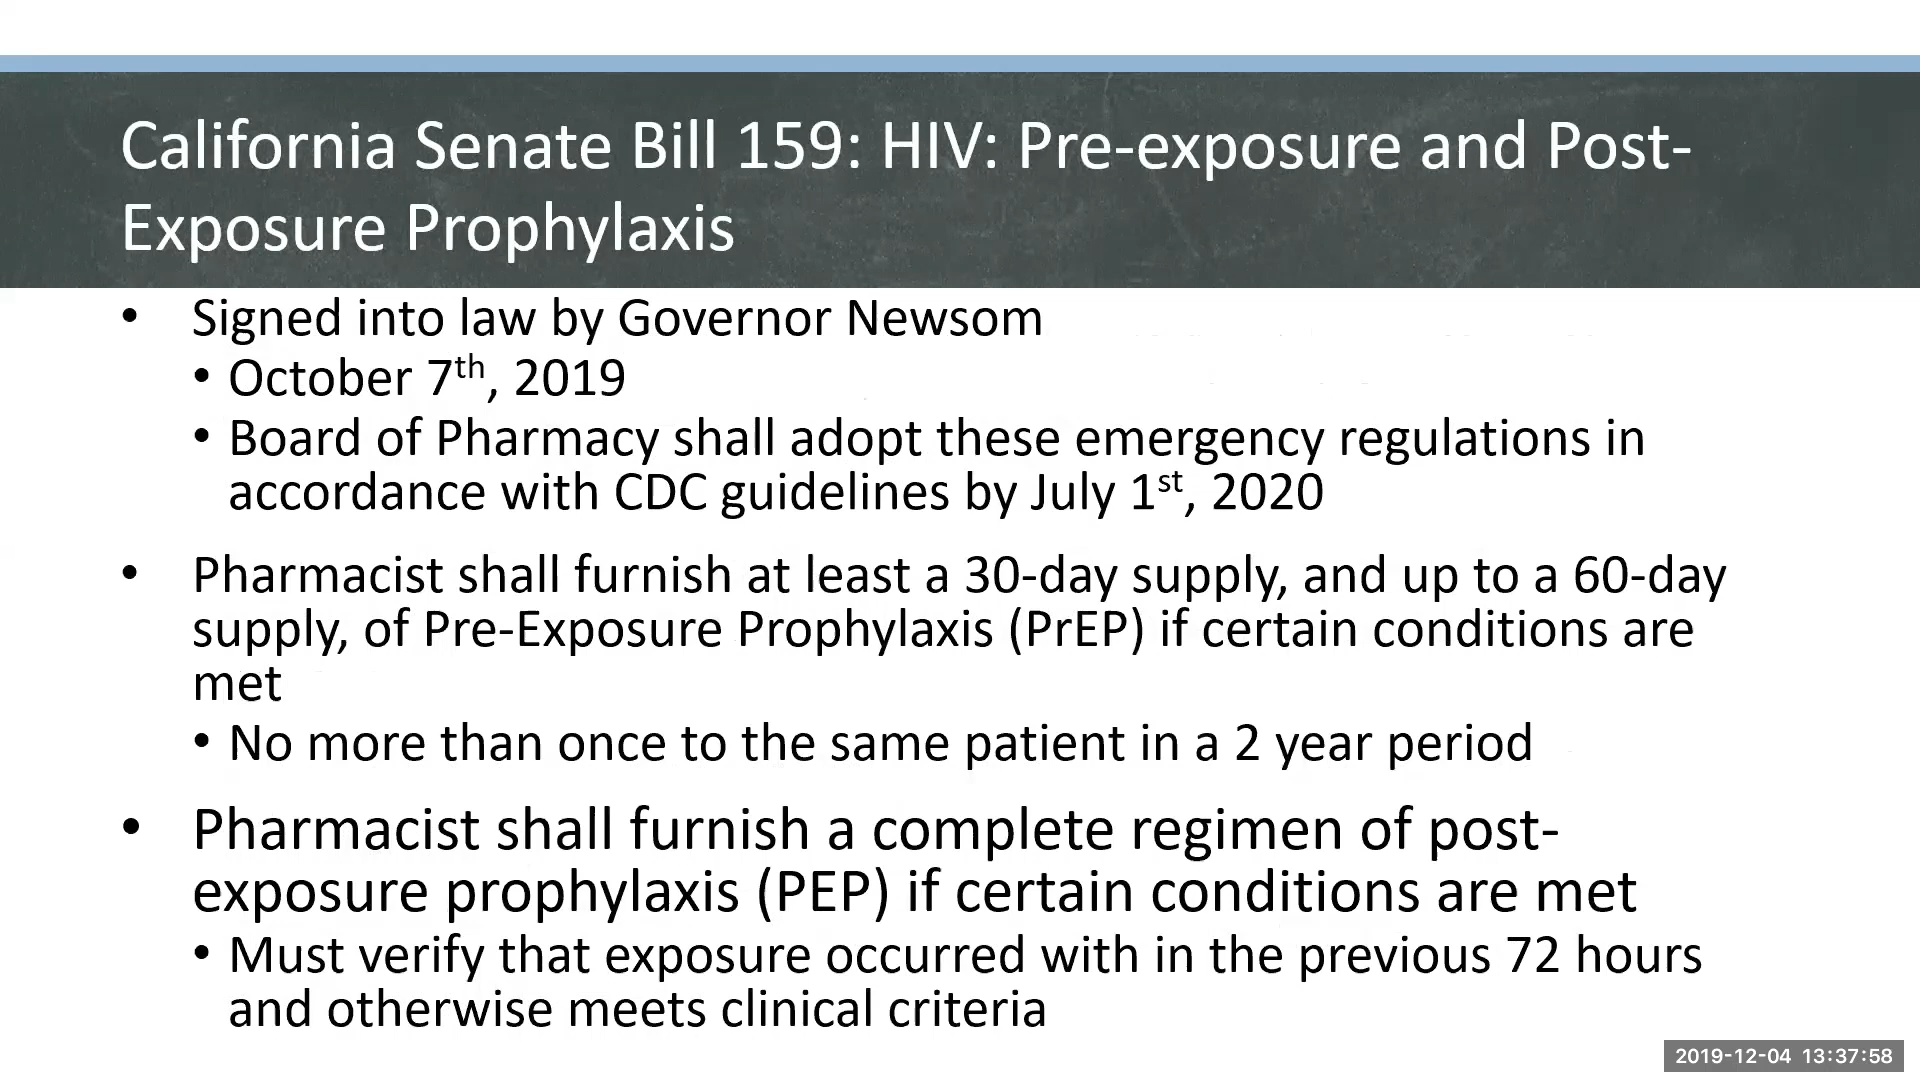 California Senate Bill 159: HIV: Pre-exposure and Post-
Exposure Prophylaxis
• Signed into law by Governor Newsom
• October 7th, 2019
• Board of Pharmacy shall adopt these emergency regulations in
accordance with CDC guidelines by July 1st, 2020
• Pharmacist shall furnish at least a 30-day supply, and up to a 60-day
supply, of Pre-Exposure Prophylaxis (PrEP) if certain conditions are
met
• No more than once to the same patient in a 2 year period
• Pharmacist shall furnish a complete regimen of post-
exposure prophylaxis (PEP) if certain conditions are met
• Must verify that exposure occurred with in the previous 72 hours
and otherwise meets clinical criteria
2019-12-04 13:37:58